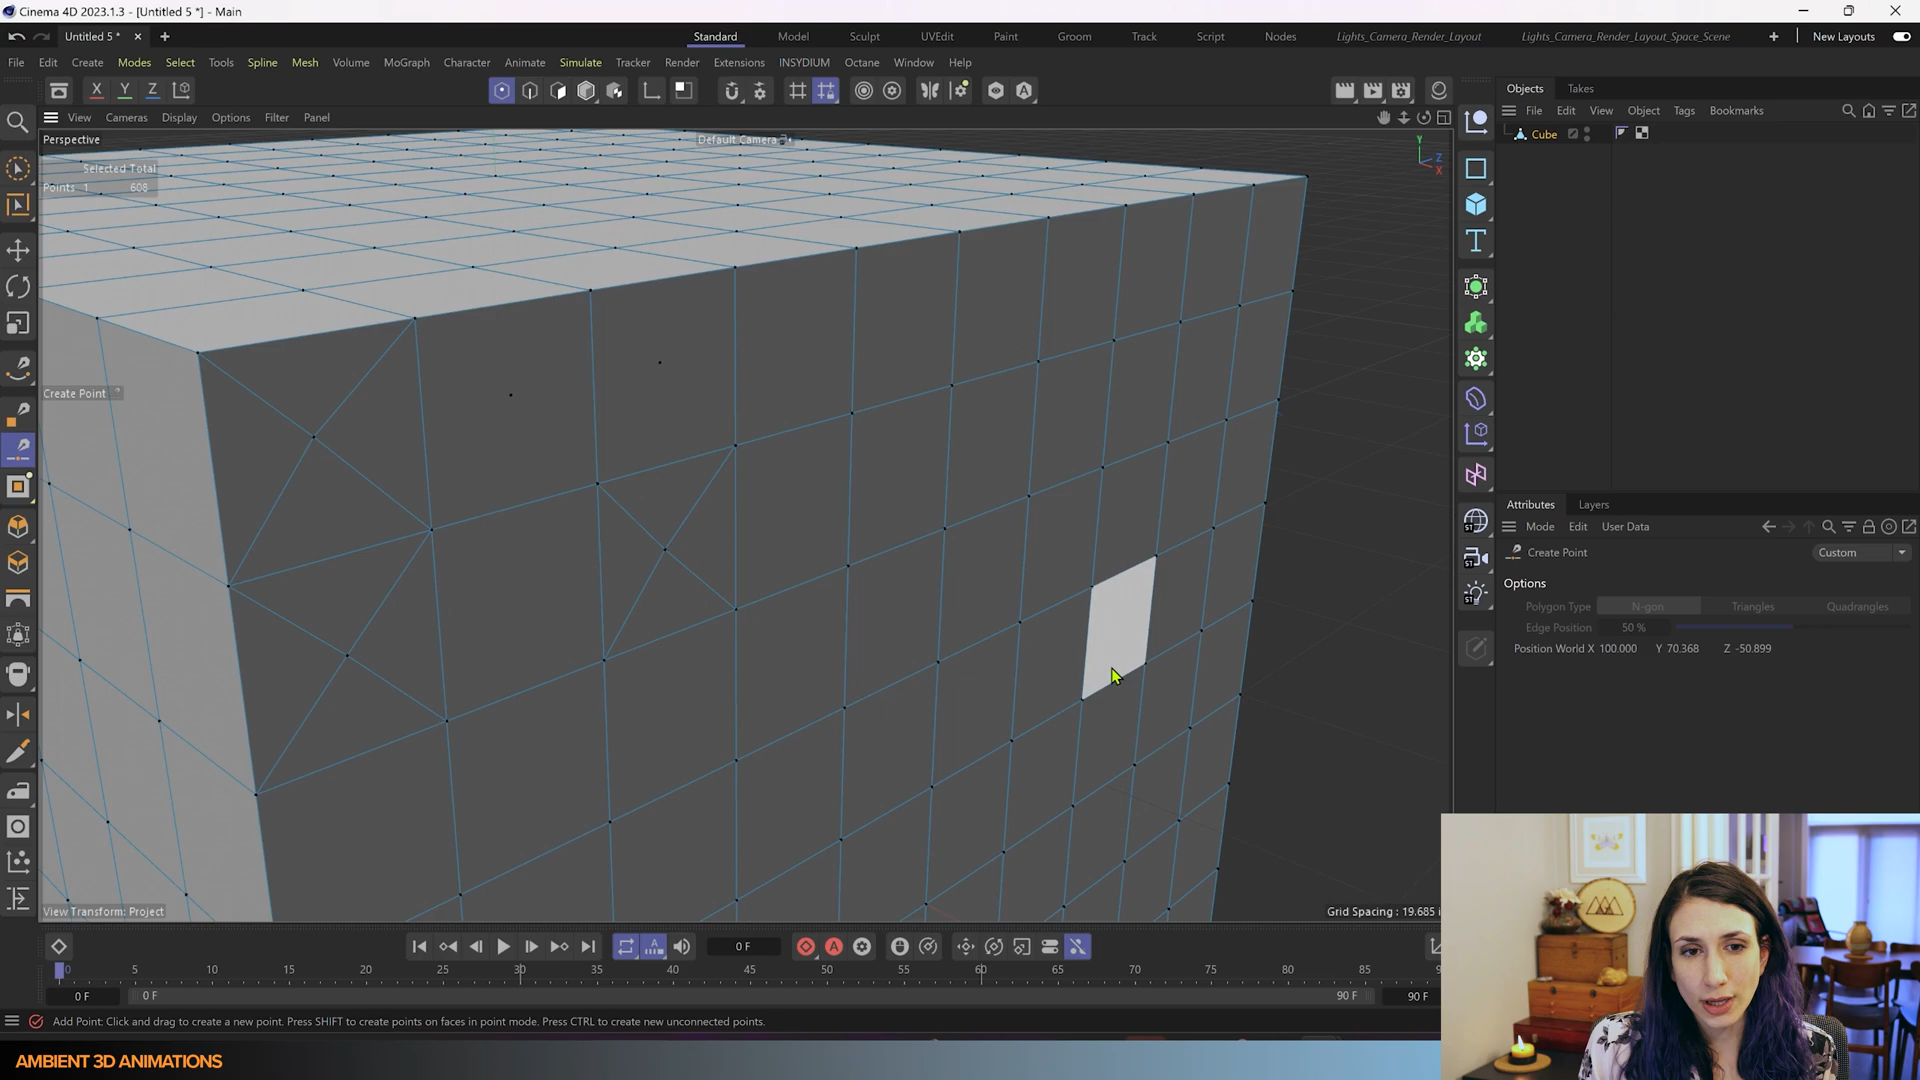 Cinema 4D 2023.1.3 - [Untitled 5 *] - Main
Untitled 5 *
Standard
Model
Sculpt
UVEdit
Paint
Groom
Track
Script
Nodes
Lights_Camera_Render_Layout
Lights_Camera_Render_Layout_Space_Scene
New Layouts
File
Edit
Create
Modes
Select
Tools
Spline
Mesh
Volume
MoGraph
Character
Animate
Simulate
Tracker
Render
Extensions
INSYDIUM
Octane
Window
Help
X
Y
Z
Objects
Takes
View
Cameras
Display
Options
Filter
Panel
File
Edit
View
Object
Tags
Bookmarks
Perspective
Default Camera
Cube
Y
Z
X
Selected Total
Points 1 608
Create Point
Attributes
Layers
Mode
Edit
User Data
Create Point
Custom
Options
Polygon Type
N-gon
Triangles
Quadrangles
Edge Position
50 %
Position World X 100.000 Y 70.368 Z -50.899
View Transform: Project
Grid Spacing : 19.685 i
0 F
0 5 10 15 20 25 30 35 40 45 50 55 60 65 70 75 80 85 9
0 F
0 F
90 F
90 F
Add Point: Click and drag to create a new point. Press SHIFT to create points on faces in point mode. Press CTRL to create new unconnected points.
AMBIENT 3D ANIMATIONS